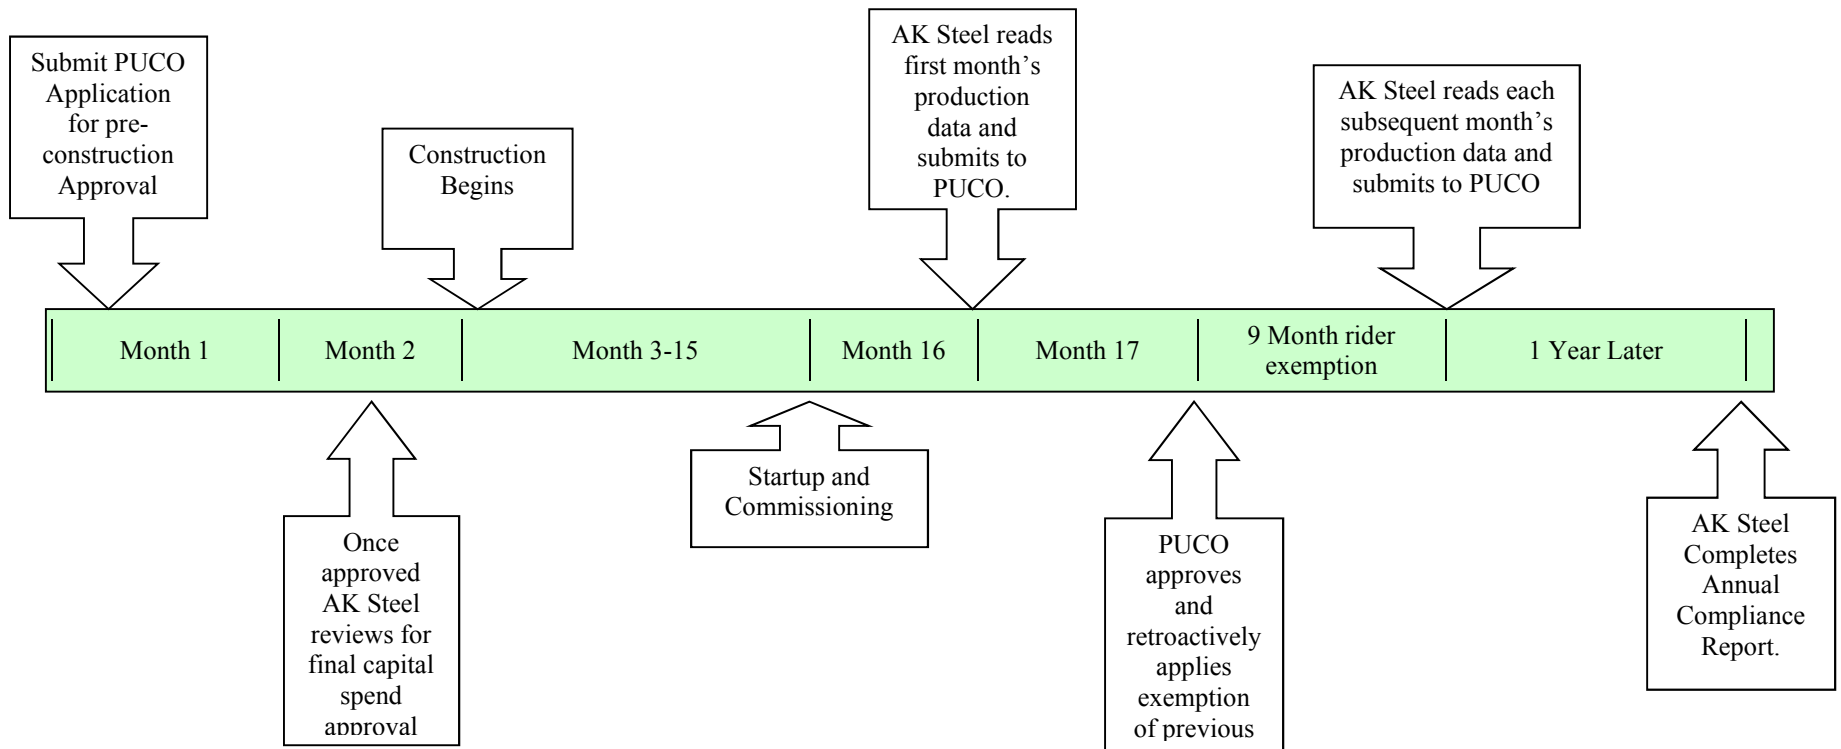 Submit PUCO
Application
for pre-
construction
Approval
Construction
Begins
AK Steel reads
first month’s
production
data and
submits to
PUCO.
AK Steel reads each
subsequent month’s
production data and
submits to PUCO
Month 1
Month 2
Month 3-15
Month 16
Month 17
9 Month rider
exemption
1 Year Later
Once
approved
AK Steel
reviews for
final capital
spend
approval
Startup and
Commissioning
PUCO
approves
and
retroactively
applies
exemption
of previous
AK Steel
Completes
Annual
Compliance
Report.